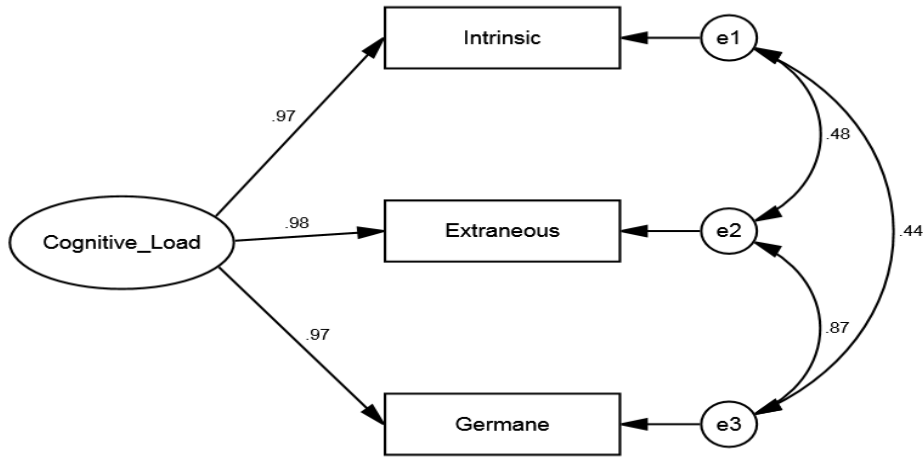 Intrinsic
e1
.97
.48
Cognitive_Load
.98
Extraneous
e2
.44
.97
.87
Germane
e3